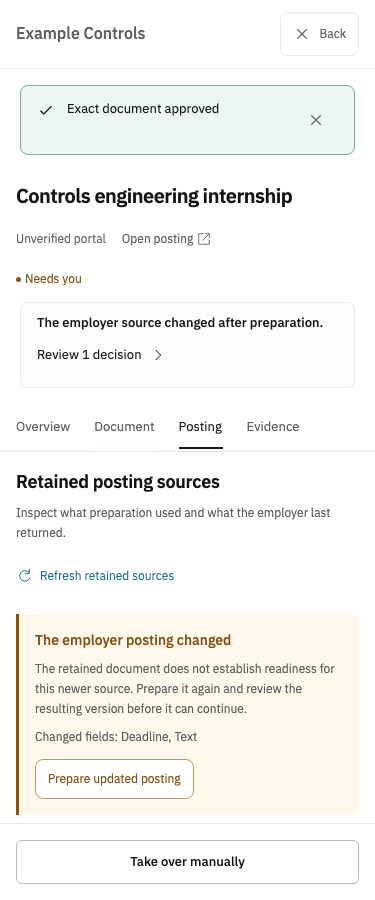 Example Controls
Back
Exact document approved
Controls engineering internship
Unverified portal
Open posting
Needs you
The employer source changed after preparation.
Review 1 decision
Overview
Document
Posting
Evidence
Retained posting sources
Inspect what preparation used and what the employer last
returned.
Refresh retained sources
The employer posting changed
The retained document does not establish readiness for
this newer source. Prepare it again and review the
resulting version before it can continue.
Changed fields: Deadline, Text
Prepare updated posting
Take over manually